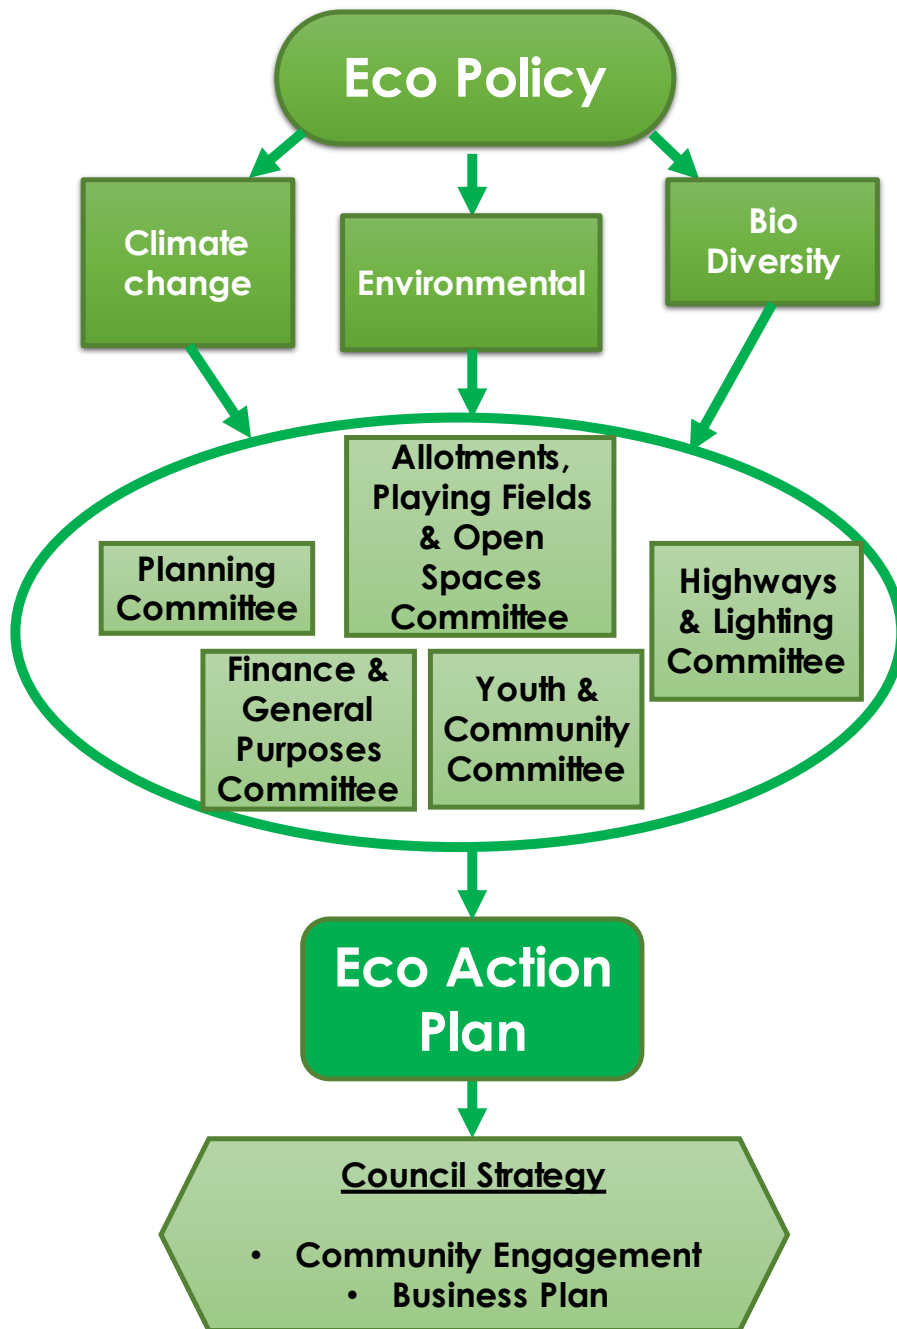 Eco Policy
Climate
change
Environmental
Bio
Diversity
Allotments,
Playing Fields
& Open
Spaces
Committee
Planning
Committee
Highways
& Lighting
Committee
Finance &
General
Purposes
Committee
Youth &
Community
Committee
Eco Action
Plan
Council Strategy
• Community Engagement
• Business Plan